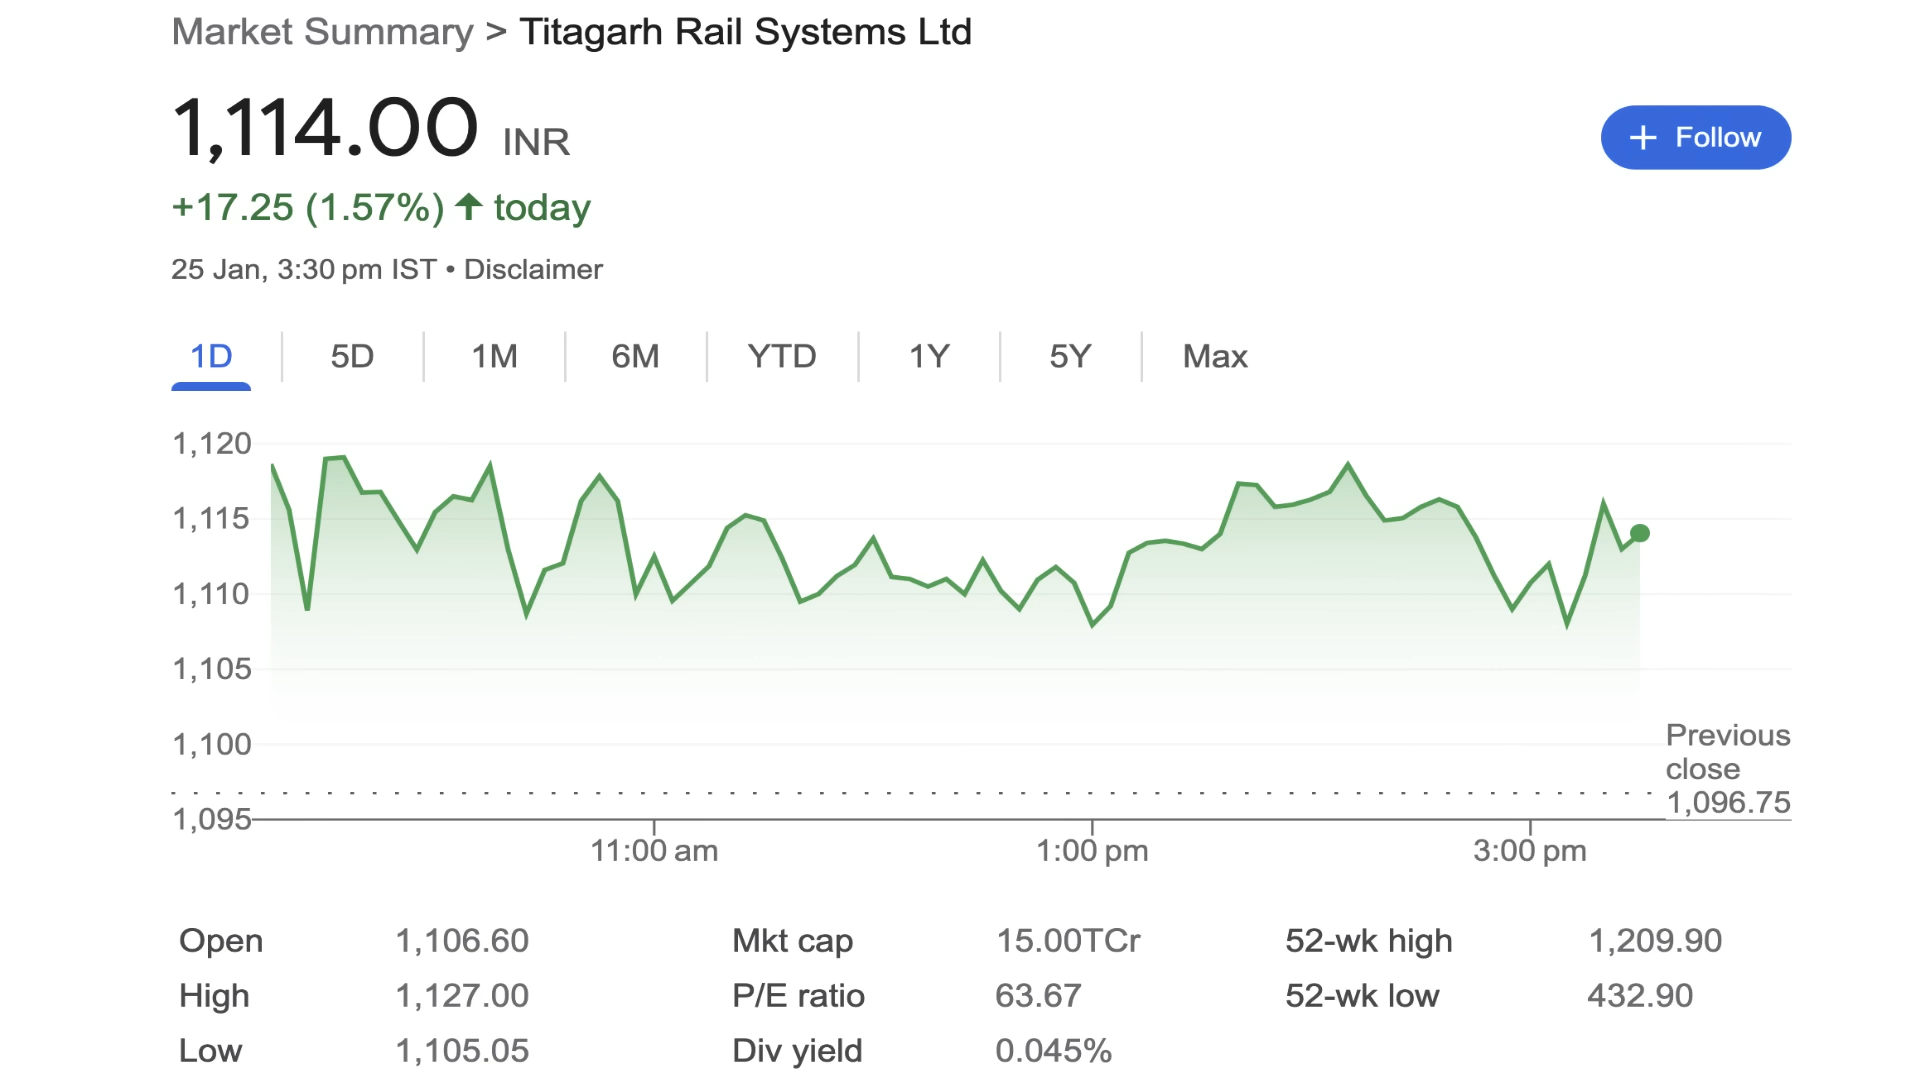 Market Summary > Titagarh Rail Systems Ltd
1,114.00 INR
+ Follow
+17.25 (1.57%) ↑ today
25 Jan, 3:30 pm IST • Disclaimer
1D 5D 1M 6M YTD 1Y 5Y Max
1,120
1,115
1,110
1,105
1,100
1,095
Previous
close
1,096.75
11:00 am 1:00 pm 3:00 pm
Open 1,106.60 Mkt cap 15.00TCr 52-wk high 1,209.90
High 1,127.00 P/E ratio 63.67 52-wk low 432.90
Low 1,105.05 Div yield 0.045%